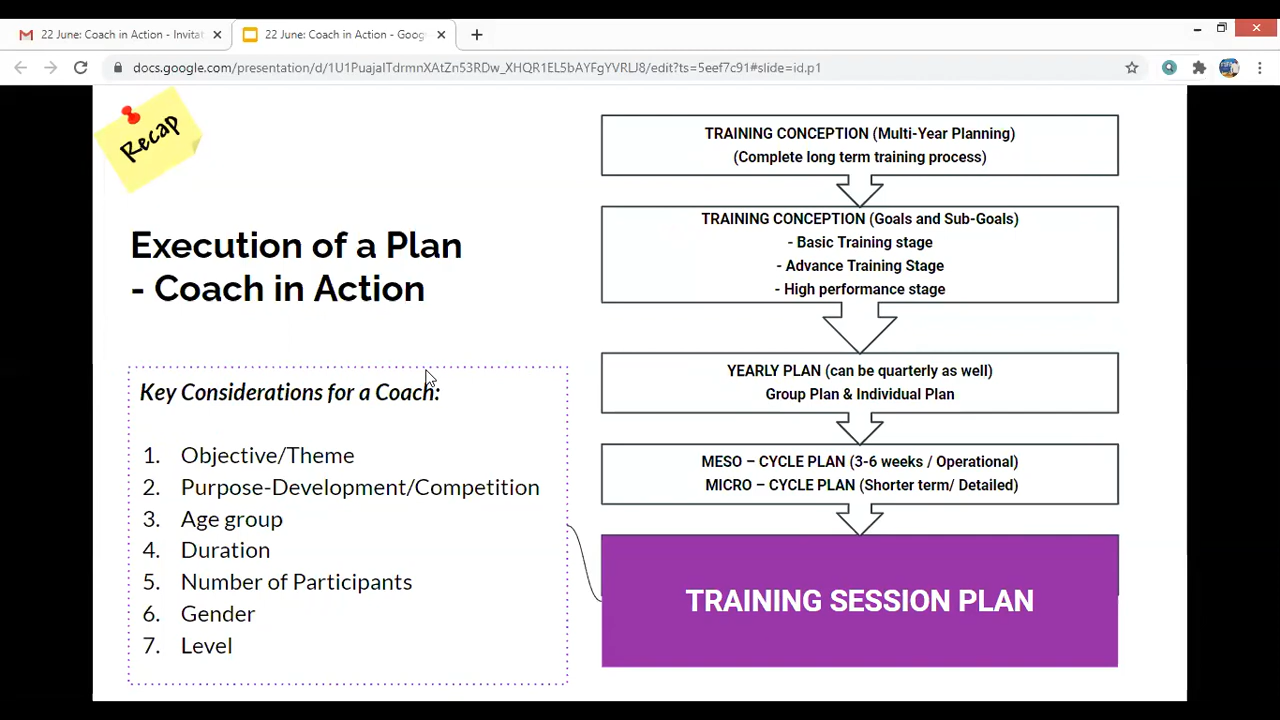 22 June: Coach in Action - Invitat
22 June: Coach in Action - Goog
docs.google.com/presentation/d/1U1PuajaITdrmnXAtZn53RDw_XHQR1EL5bAYFgYVRLJ8/edit?ts=5eef7c91#slide=id.p1
Recap
Execution of a Plan
- Coach in Action
Key Considerations for a Coach:
1. Objective/Theme
2. Purpose-Development/Competition
3. Age group
4. Duration
5. Number of Participants
6. Gender
7. Level
TRAINING CONCEPTION (Multi-Year Planning)
(Complete long term training process)
TRAINING CONCEPTION (Goals and Sub-Goals)
- Basic Training stage
- Advance Training Stage
- High performance stage
YEARLY PLAN (can be quarterly as well)
Group Plan & Individual Plan
MESO – CYCLE PLAN (3-6 weeks / Operational)
MICRO – CYCLE PLAN (Shorter term/ Detailed)
TRAINING SESSION PLAN